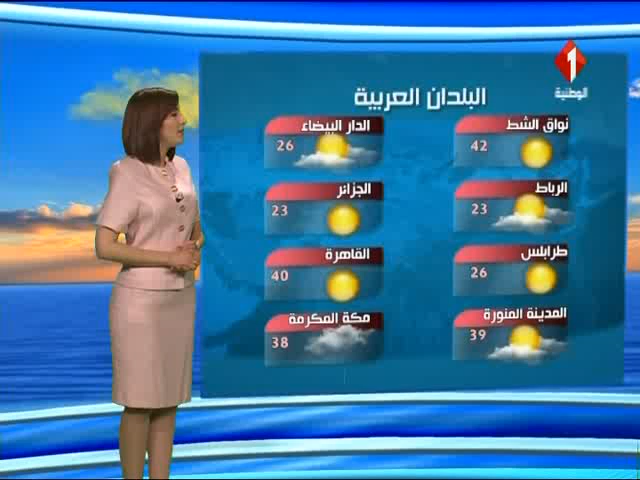 1
الوطنية
البلدان العربية
نواق الشط
42
الدار البيضاء
26
الرباط
23
الجزائر
23
طرابلس
26
القاهرة
40
المدينة المنورة
39
مكة المكرمة
38